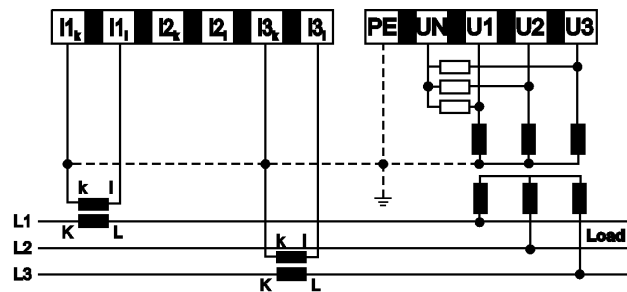 I1k I1l I2k I2l I3k I3l PE UN U1 U2 U3
k l
L1
K L
k l
L2
Load
L3
K L